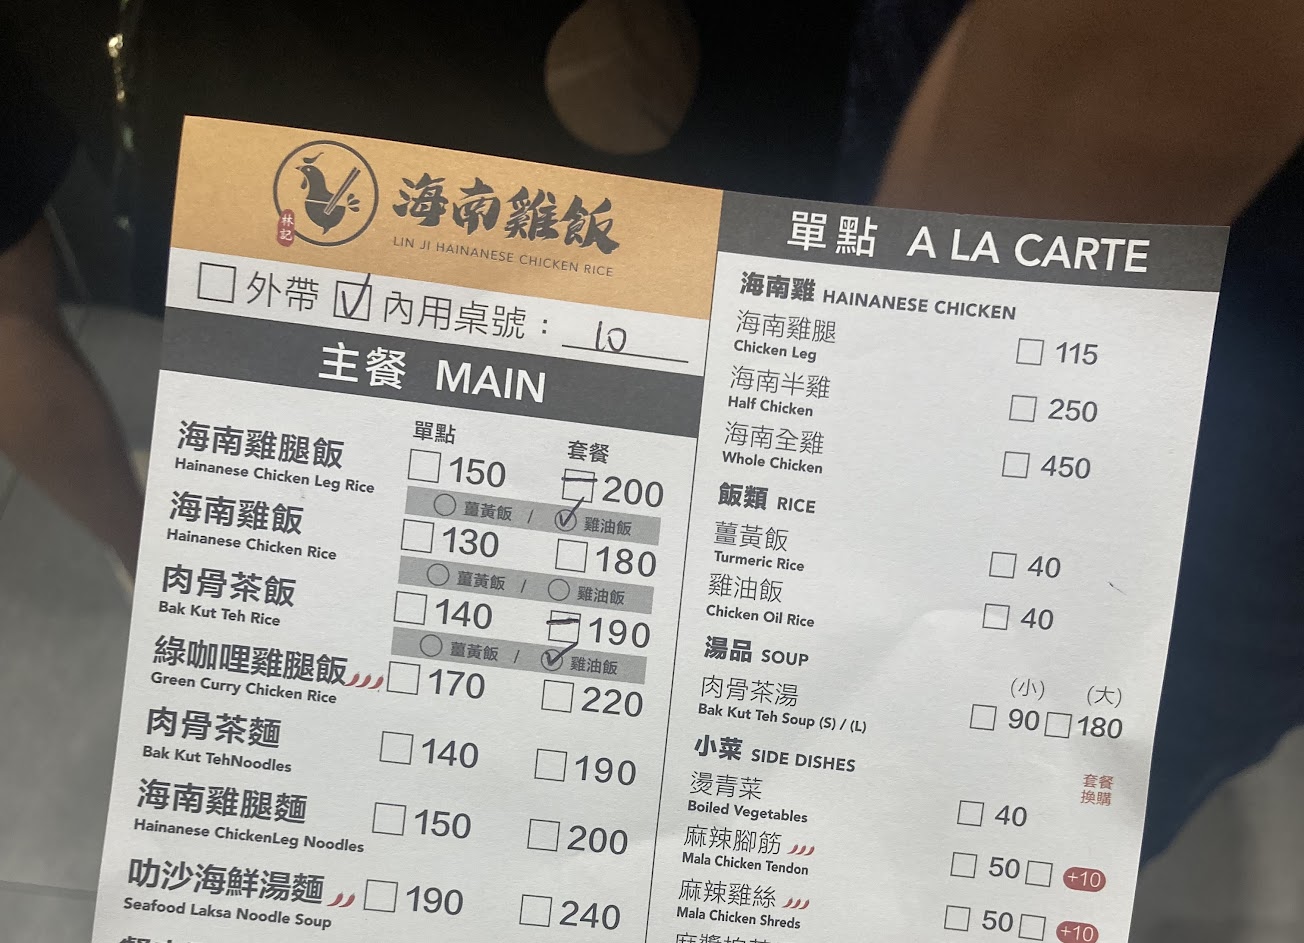 林記
海南雞飯
LIN JI HAINANESE CHICKEN RICE
外帶 內用桌號： 10
主餐 MAIN
單點 套餐
海南雞腿飯 150 200
Hainanese Chicken Leg Rice
薑黃飯 / 雞油飯
海南雞飯 130 180
Hainanese Chicken Rice
薑黃飯 / 雞油飯
肉骨茶飯 140 190
Bak Kut Teh Rice
薑黃飯 / 雞油飯
綠咖哩雞腿飯 170 220
Green Curry Chicken Rice
肉骨茶麵 140 190
Bak Kut TehNoodles
海南雞腿麵 150 200
Hainanese ChickenLeg Noodles
叻沙海鮮湯麵 190 240
Seafood Laksa Noodle Soup
單點 A LA CARTE
海南雞 HAINANESE CHICKEN
海南雞腿 115
Chicken Leg
海南半雞 250
Half Chicken
海南全雞 450
Whole Chicken
飯類 RICE
薑黃飯 40
Turmeric Rice
雞油飯 40
Chicken Oil Rice
湯品 SOUP
（小） （大）
肉骨茶湯 90 180
Bak Kut Teh Soup (S) / (L)
小菜 SIDE DISHES
套餐
換購
燙青菜 40
Boiled Vegetables
麻辣腳筋 50 +10
Mala Chicken Tendon
麻辣雞絲 50 +10
Mala Chicken Shreds